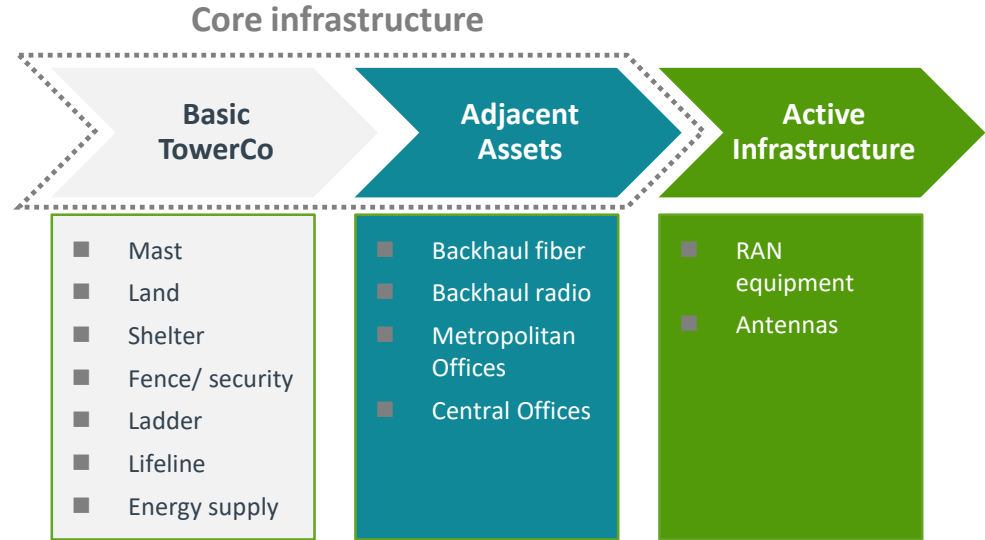 Core infrastructure
Basic
TowerCo
Adjacent
Assets
Active
Infrastructure
Mast
Land
Shelter
Fence/ security
Ladder
Lifeline
Energy supply
Backhaul fiber
Backhaul radio
Metropolitan
Offices
Central Offices
RAN
equipment
Antennas